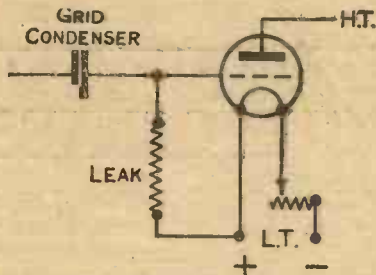 GRID
CONDENSER
H.T.
LEAK
L.T.
+ −